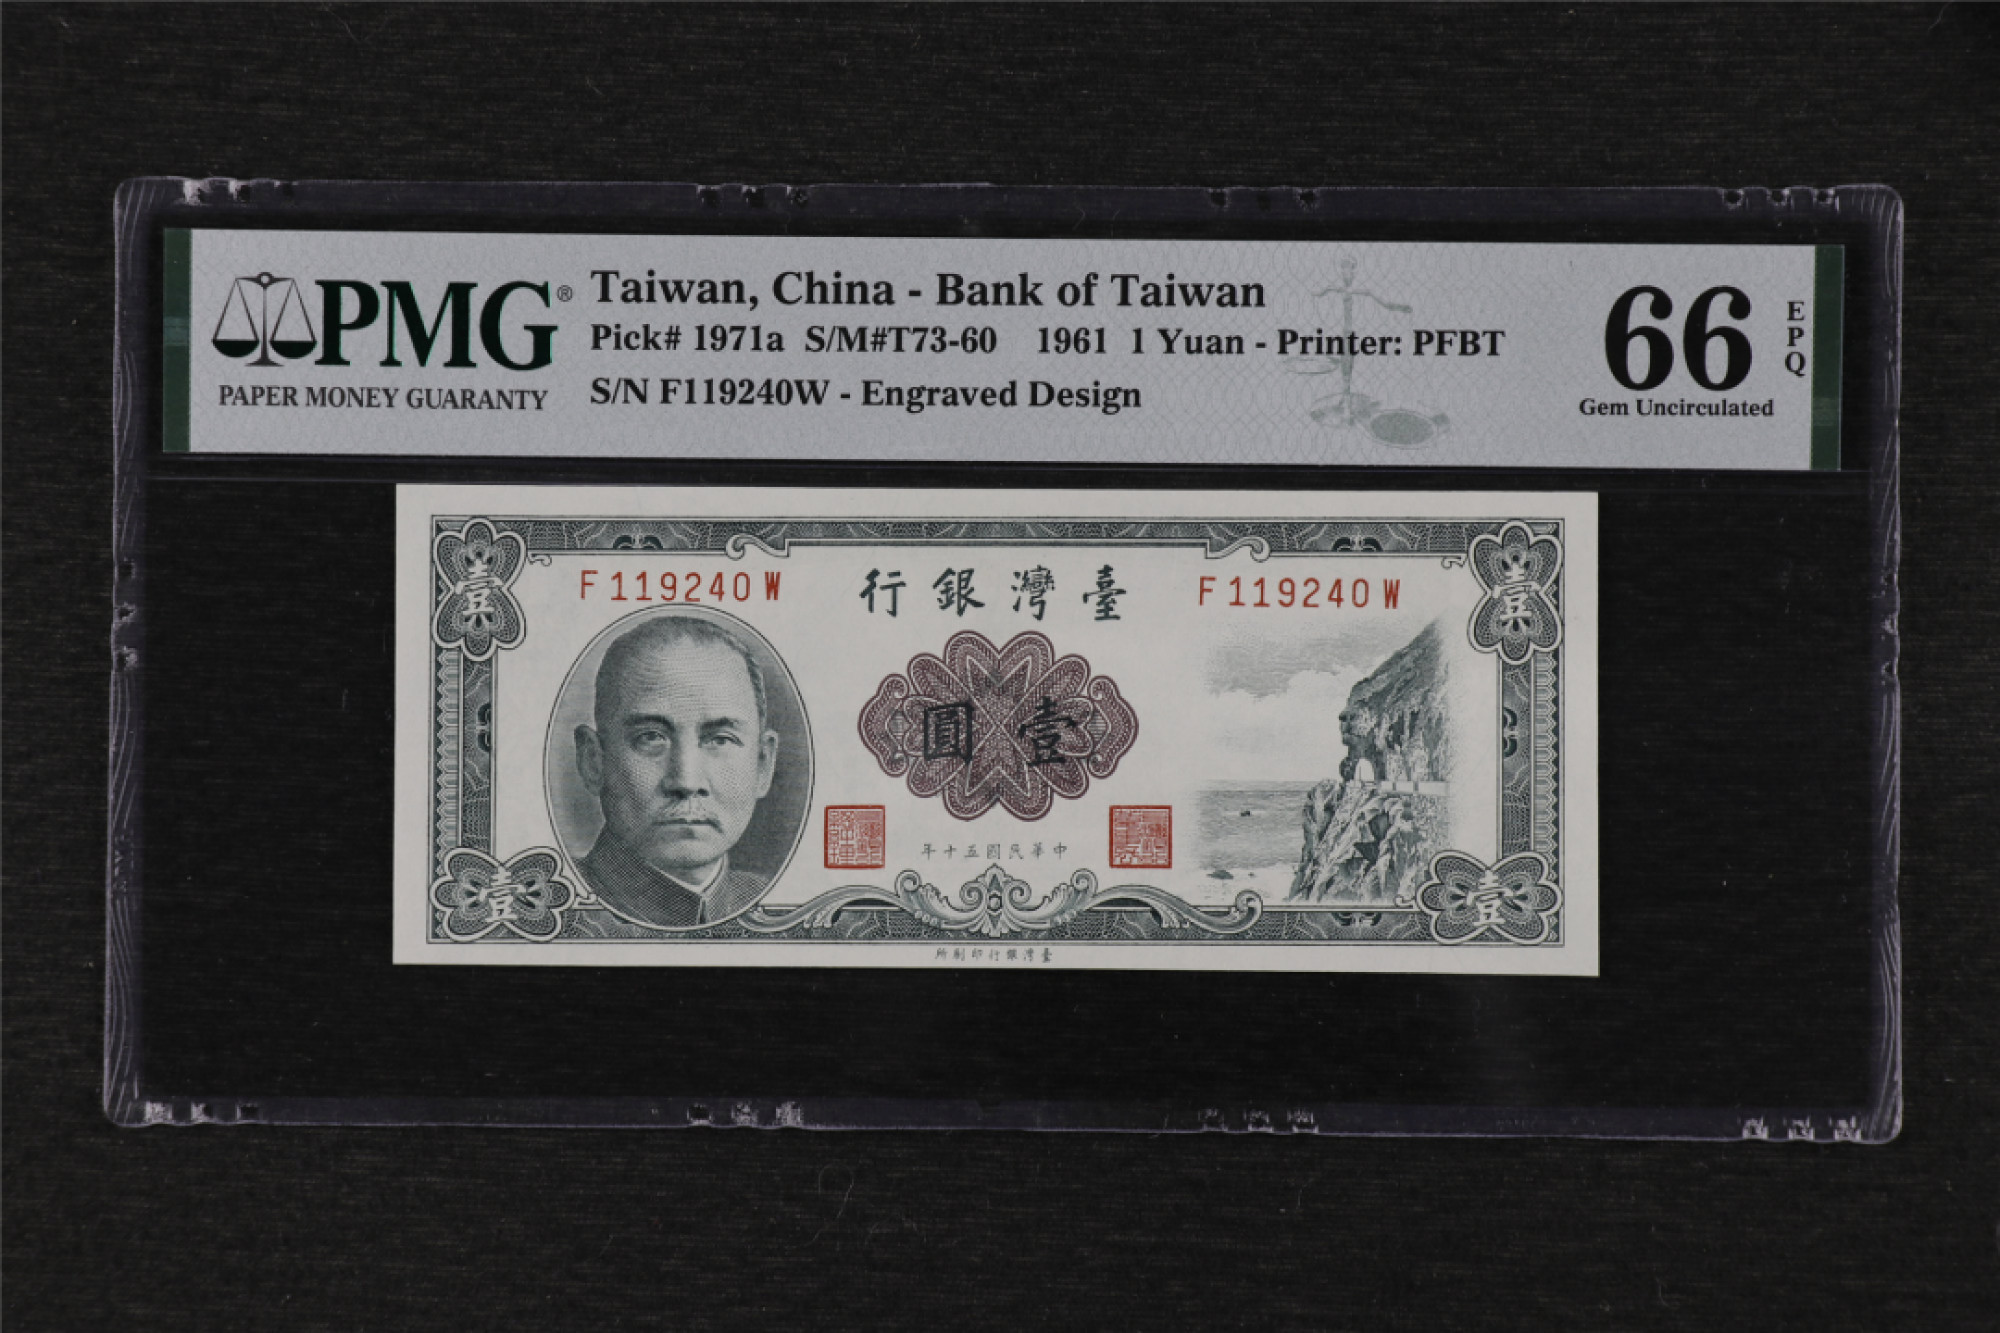 PMG®
PAPER MONEY GUARANTY
Taiwan, China - Bank of Taiwan
Pick# 1971a S/M#T73-60 1961 1 Yuan - Printer: PFBT
S/N F119240W - Engraved Design
66
EPQ
Gem Uncirculated
壹
壹
F119240W
行銀灣臺
F119240W
圓壹
年十五國民華中
壹
壹
所刷印行銀灣臺